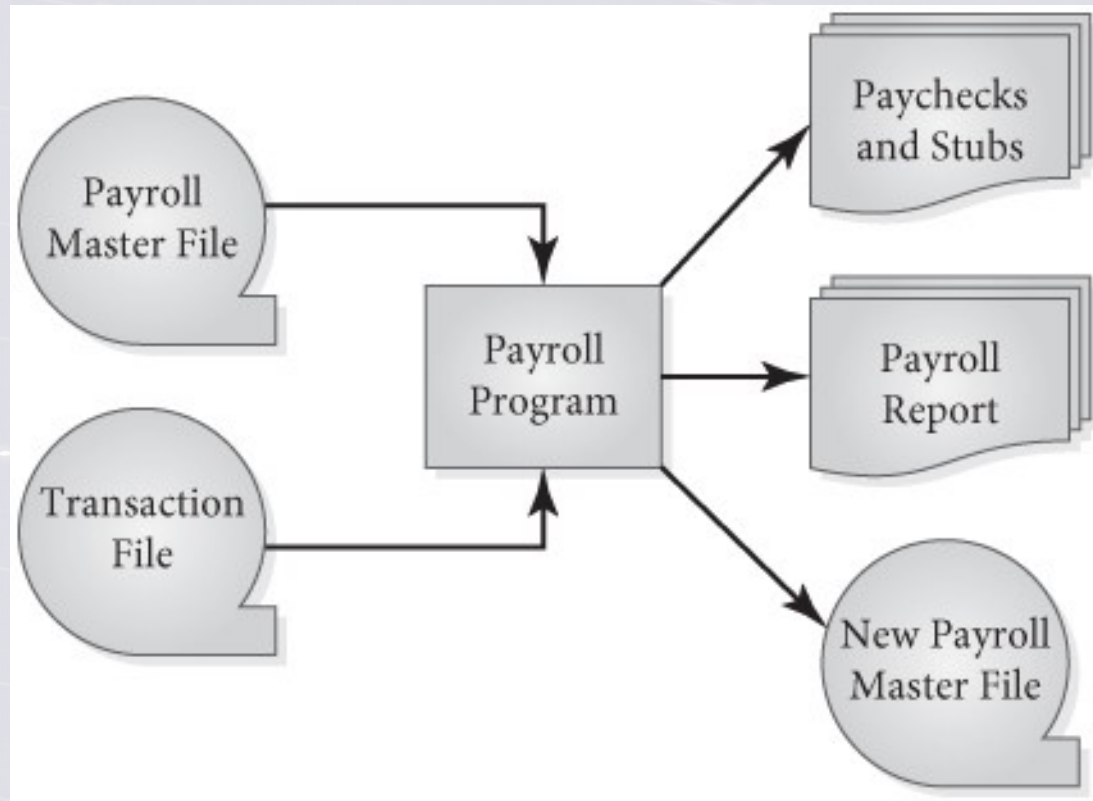 Payroll
Master File
Transaction
File
Payroll
Program
Paychecks
and Stubs
Payroll
Report
New Payroll
Master File